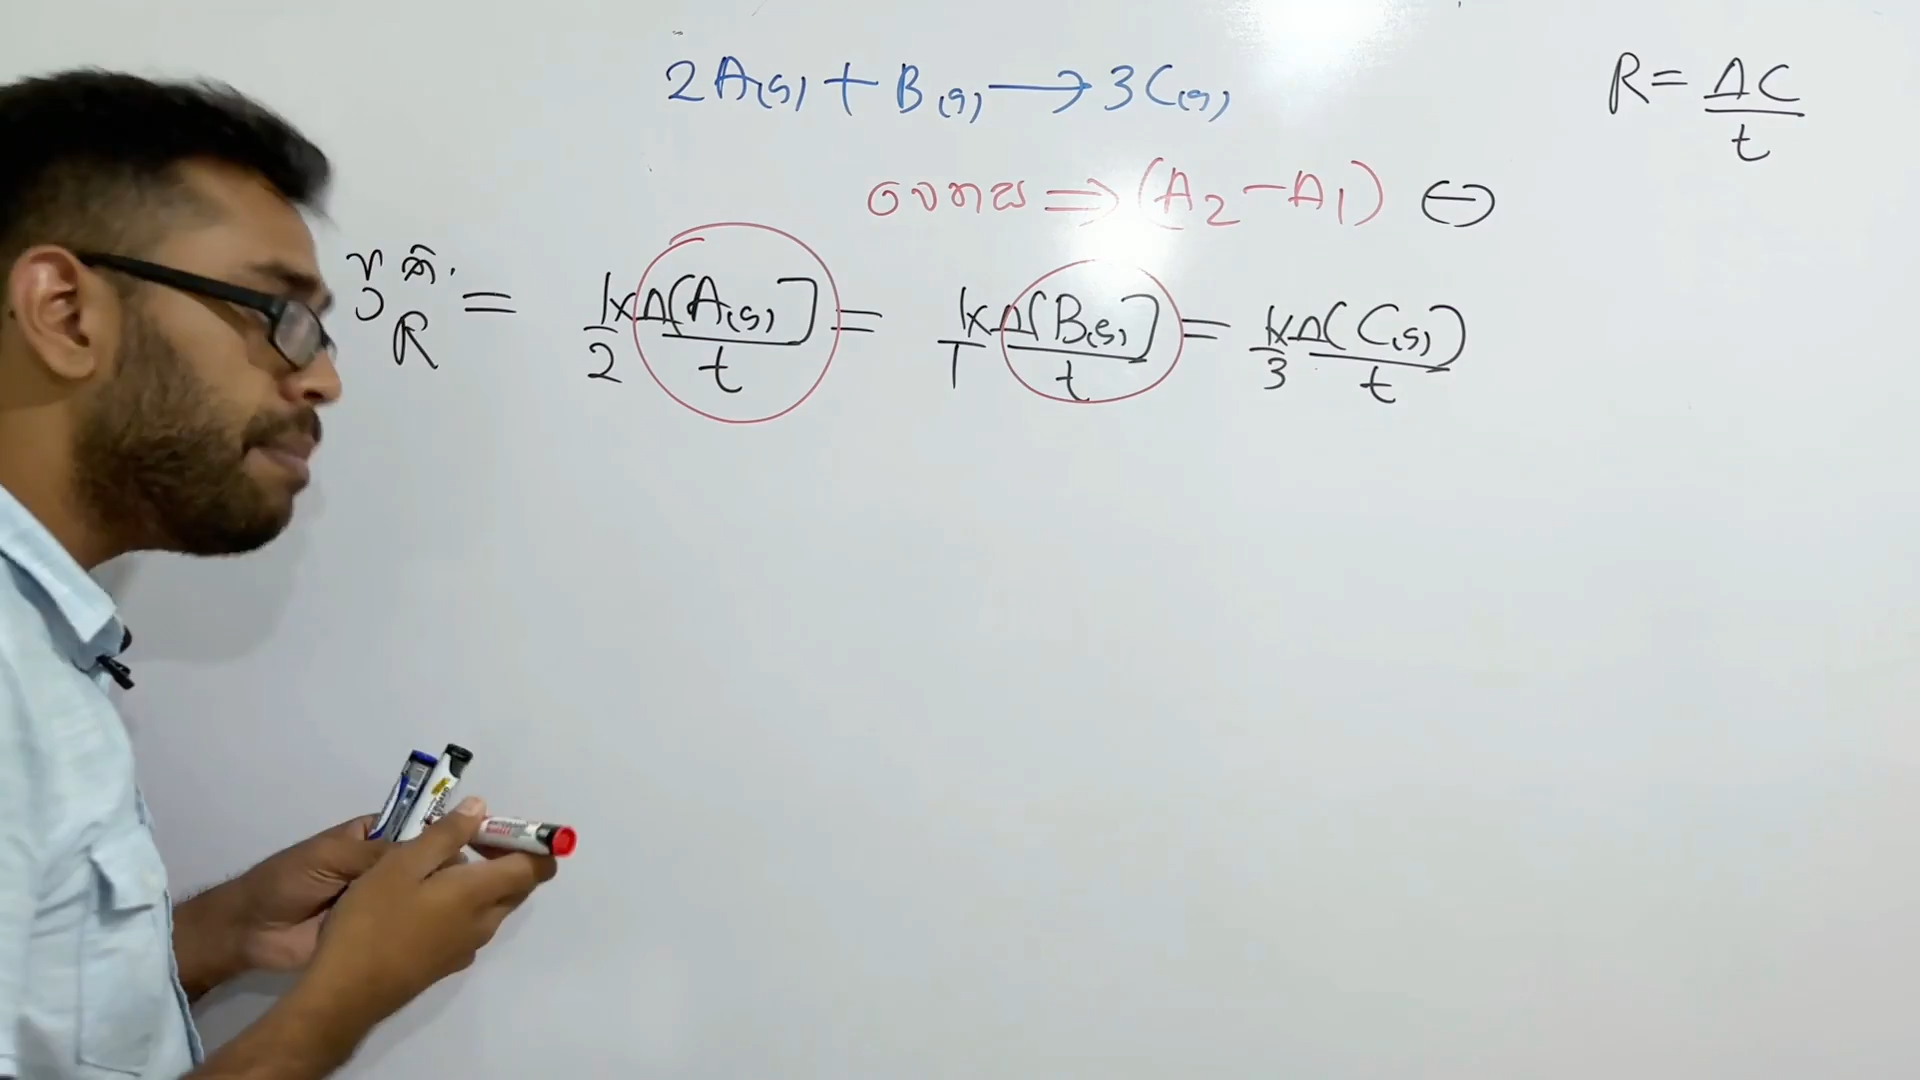 2A(g) + B(g) ⟶ 3C(g)
R = ΔC / t
වෙනස ⇒ (A2 − A1) ⊖
R = 1/2 × Δ[A(g)] / t = 1/1 × Δ[B(g)] / t = 1/3 × Δ[C(g)] / t